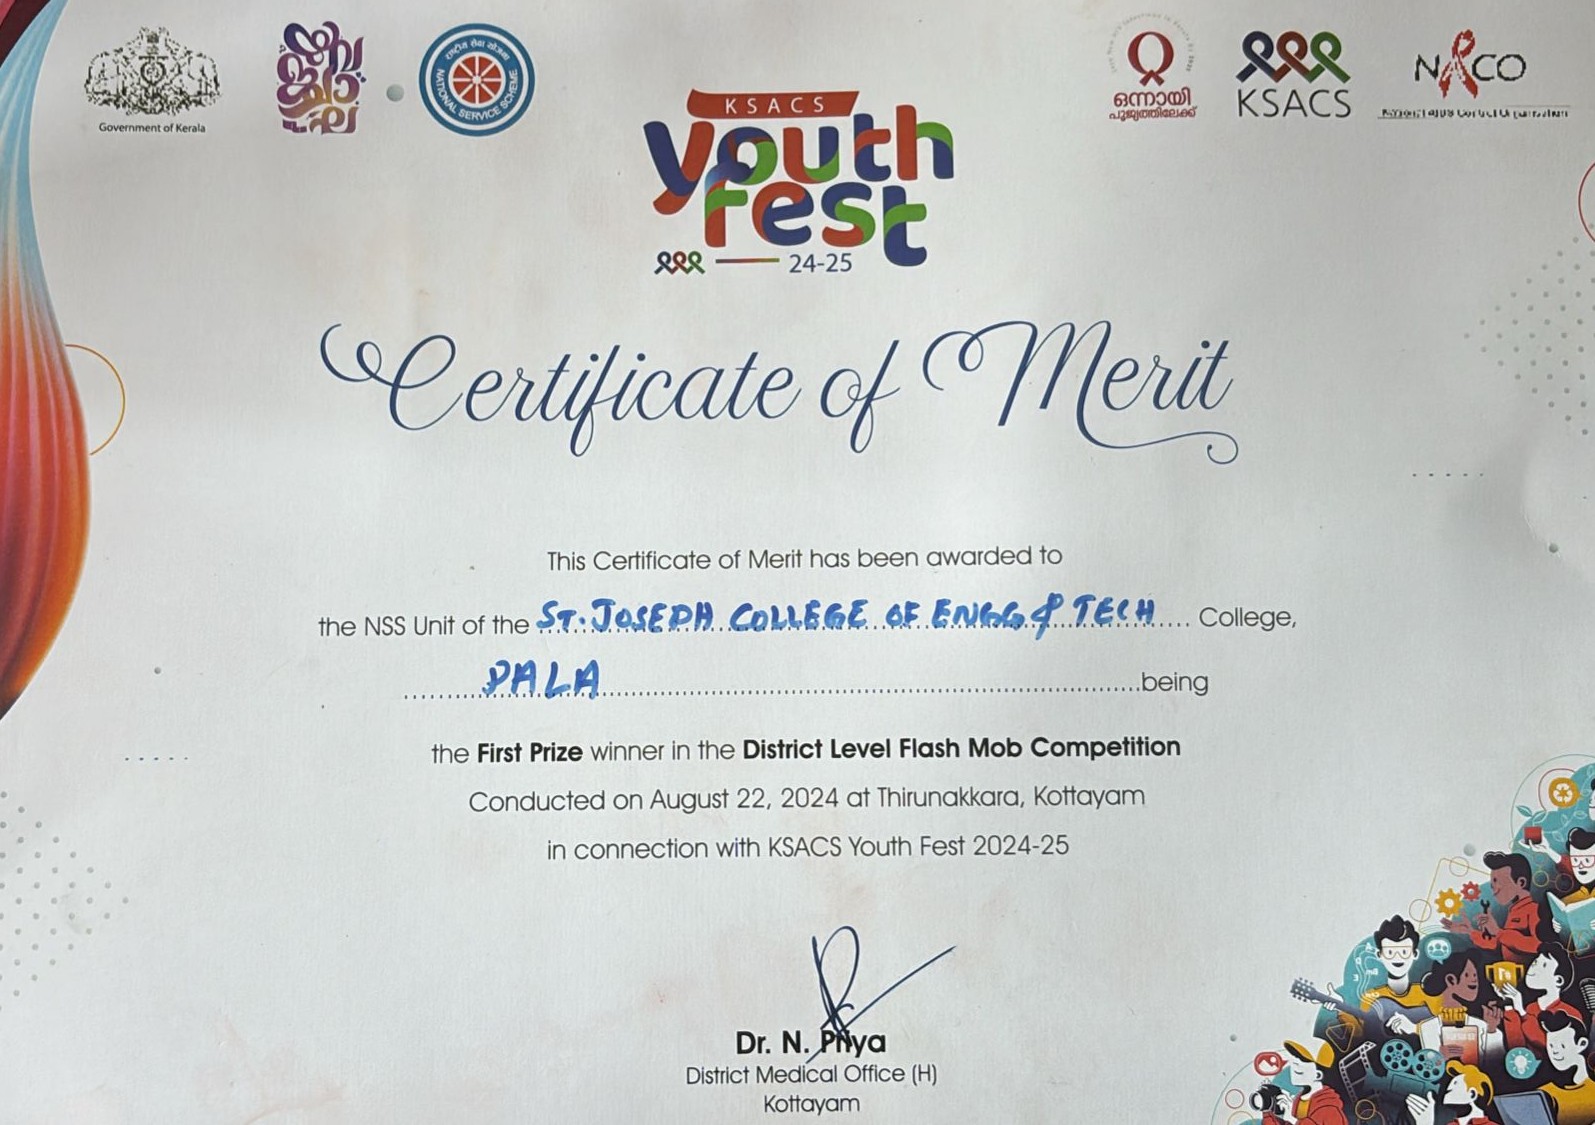 Government of Kerala
राष्ट्रीय सेवा योजना
NATIONAL SERVICE SCHEME
ഒന്നായി
പൂജ്യത്തിലേക്ക്
KSACS
NACO
KSACS
youth
fest
24-25
Certificate of Merit
This Certificate of Merit has been awarded to
the NSS Unit of the ST. JOSEPH COLLEGE OF ENGG & TECH College,
PALA being
the First Prize winner in the District Level Flash Mob Competition
Conducted on August 22, 2024 at Thirunakkara, Kottayam
in connection with KSACS Youth Fest 2024-25
Dr. N. Priya
District Medical Office (H)
Kottayam